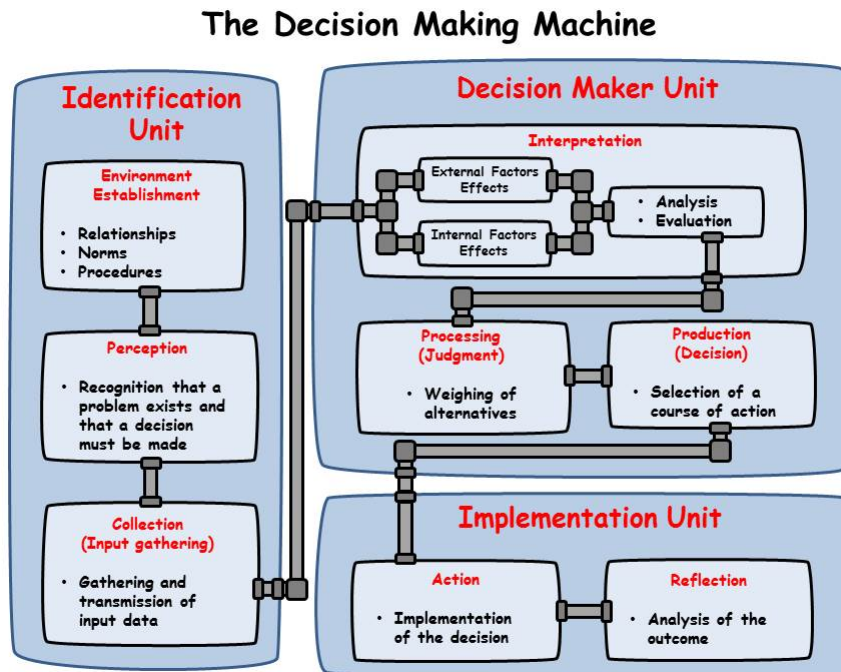 The Decision Making Machine
Identification
Unit
Environment
Establishment
• Relationships
• Norms
• Procedures
Perception
• Recognition that a
problem exists and
that a decision
must be made
Collection
(Input gathering)
• Gathering and
transmission of
input data
Decision Maker Unit
Interpretation
External Factors
Effects
Internal Factors
Effects
• Analysis
• Evaluation
Processing
(Judgment)
• Weighing of
alternatives
Production
(Decision)
• Selection of a
course of action
Implementation Unit
Action
• Implementation
of the decision
Reflection
• Analysis of the
outcome